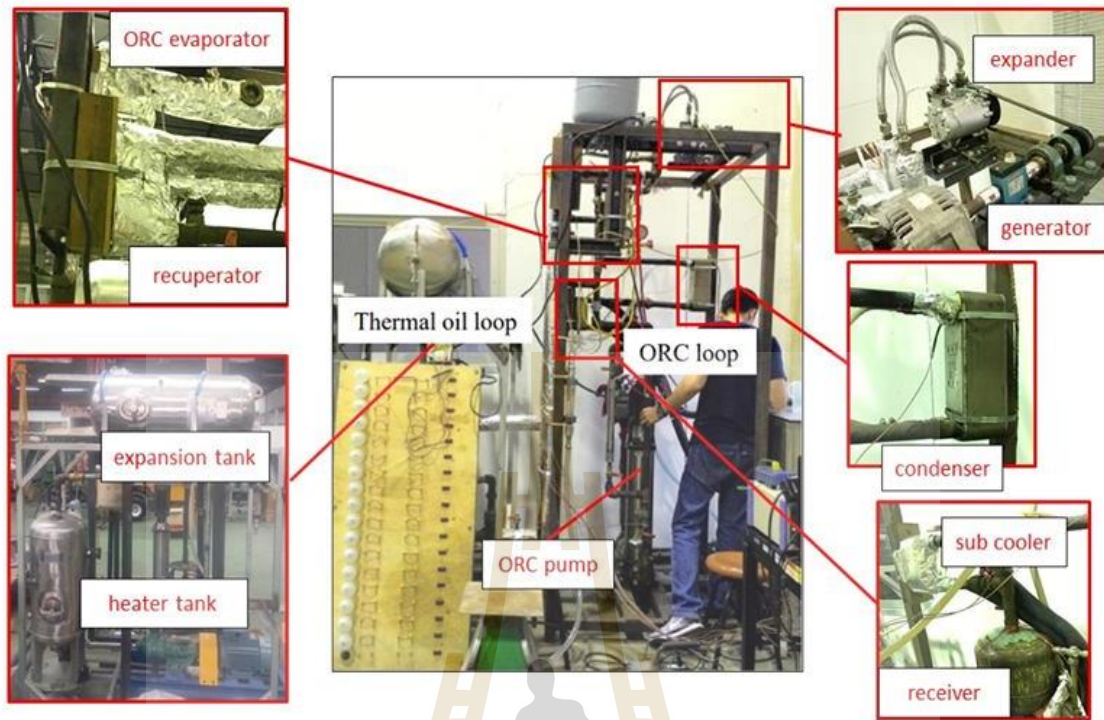 ORC evaporator
recuperator
expansion tank
heater tank
Thermal oil loop
ORC loop
ORC pump
expander
generator
condenser
sub cooler
receiver